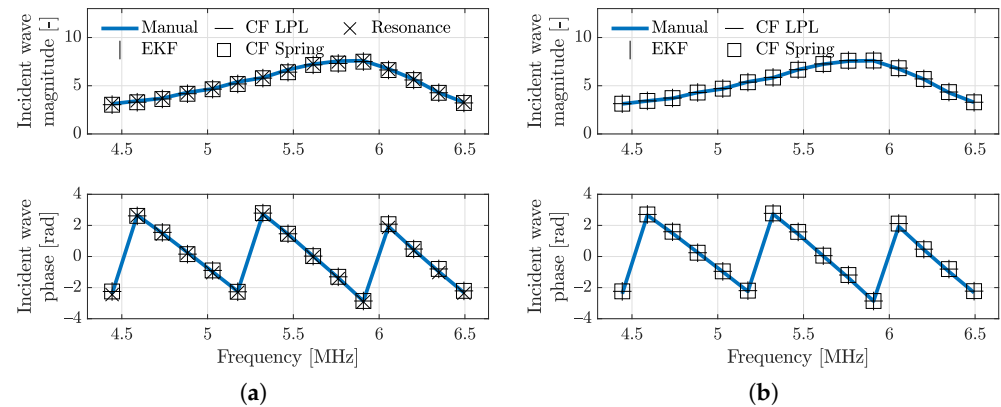 Manual CF LPL Resonance
EKF CF Spring
Incident wave
magnitude [-]
0 5 10
4.5 5 5.5 6 6.5
Incident wave
phase [rad]
−4 −2 0 2 4
4.5 5 5.5 6 6.5
Frequency [MHz]
(a)
Manual CF LPL
EKF CF Spring
Incident wave
magnitude [-]
0 5 10
4.5 5 5.5 6 6.5
Incident wave
phase [rad]
−4 −2 0 2 4
4.5 5 5.5 6 6.5
Frequency [MHz]
(b)